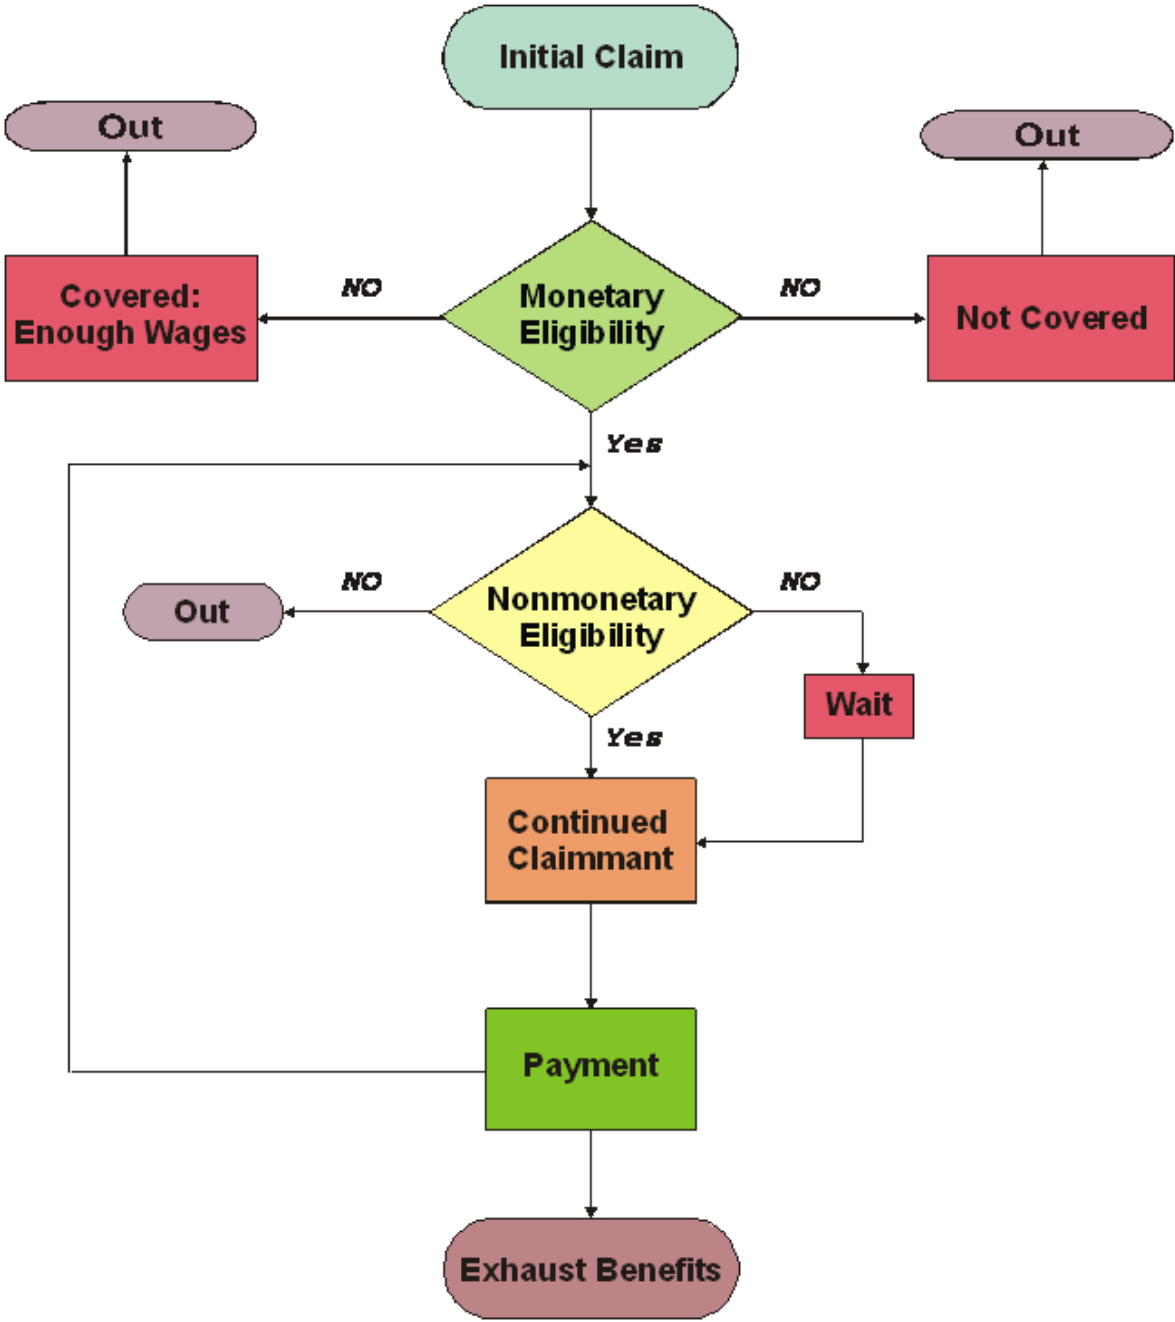 Initial Claim
Out
Out
Covered:
Enough Wages
NO
Monetary
Eligibility
NO
Not Covered
Yes
Out
NO
Nonmonetary
Eligibility
NO
Wait
Yes
Continued
Claimmant
Payment
Exhaust Benefits